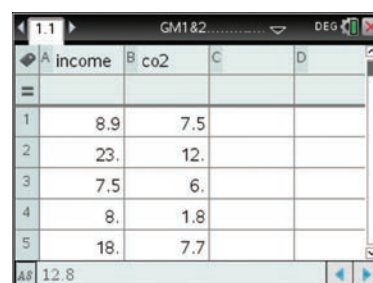 1.1 GM1&2............. DEG
A income B co2 C D
=
1 8.9 7.5
2 23. 12.
3 7.5 6.
4 8. 1.8
5 18. 7.7
A8 12.8